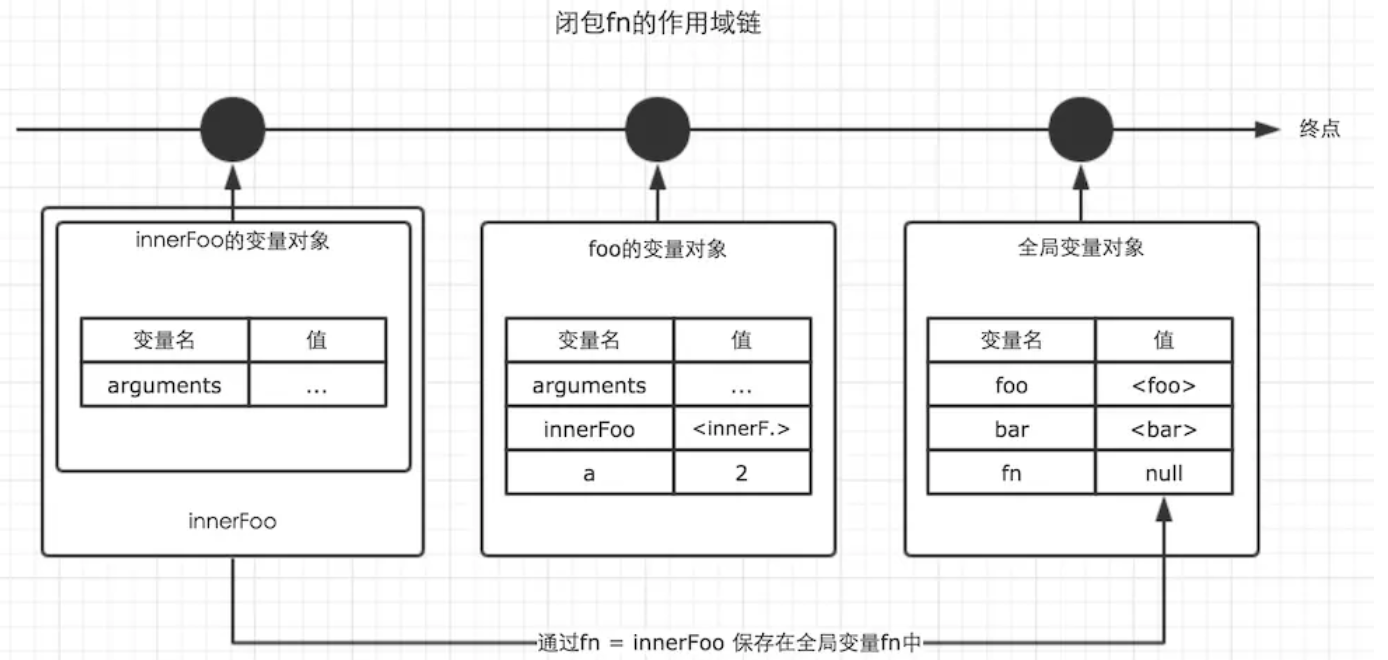 闭包fn的作用域链
终点
innerFoo的变量对象
变量名 值
arguments ...
innerFoo
foo的变量对象
变量名 值
arguments ...
innerFoo <innerF.>
a 2
全局变量对象
变量名 值
foo <foo>
bar <bar>
fn null
通过fn = innerFoo 保存在全局变量fn中